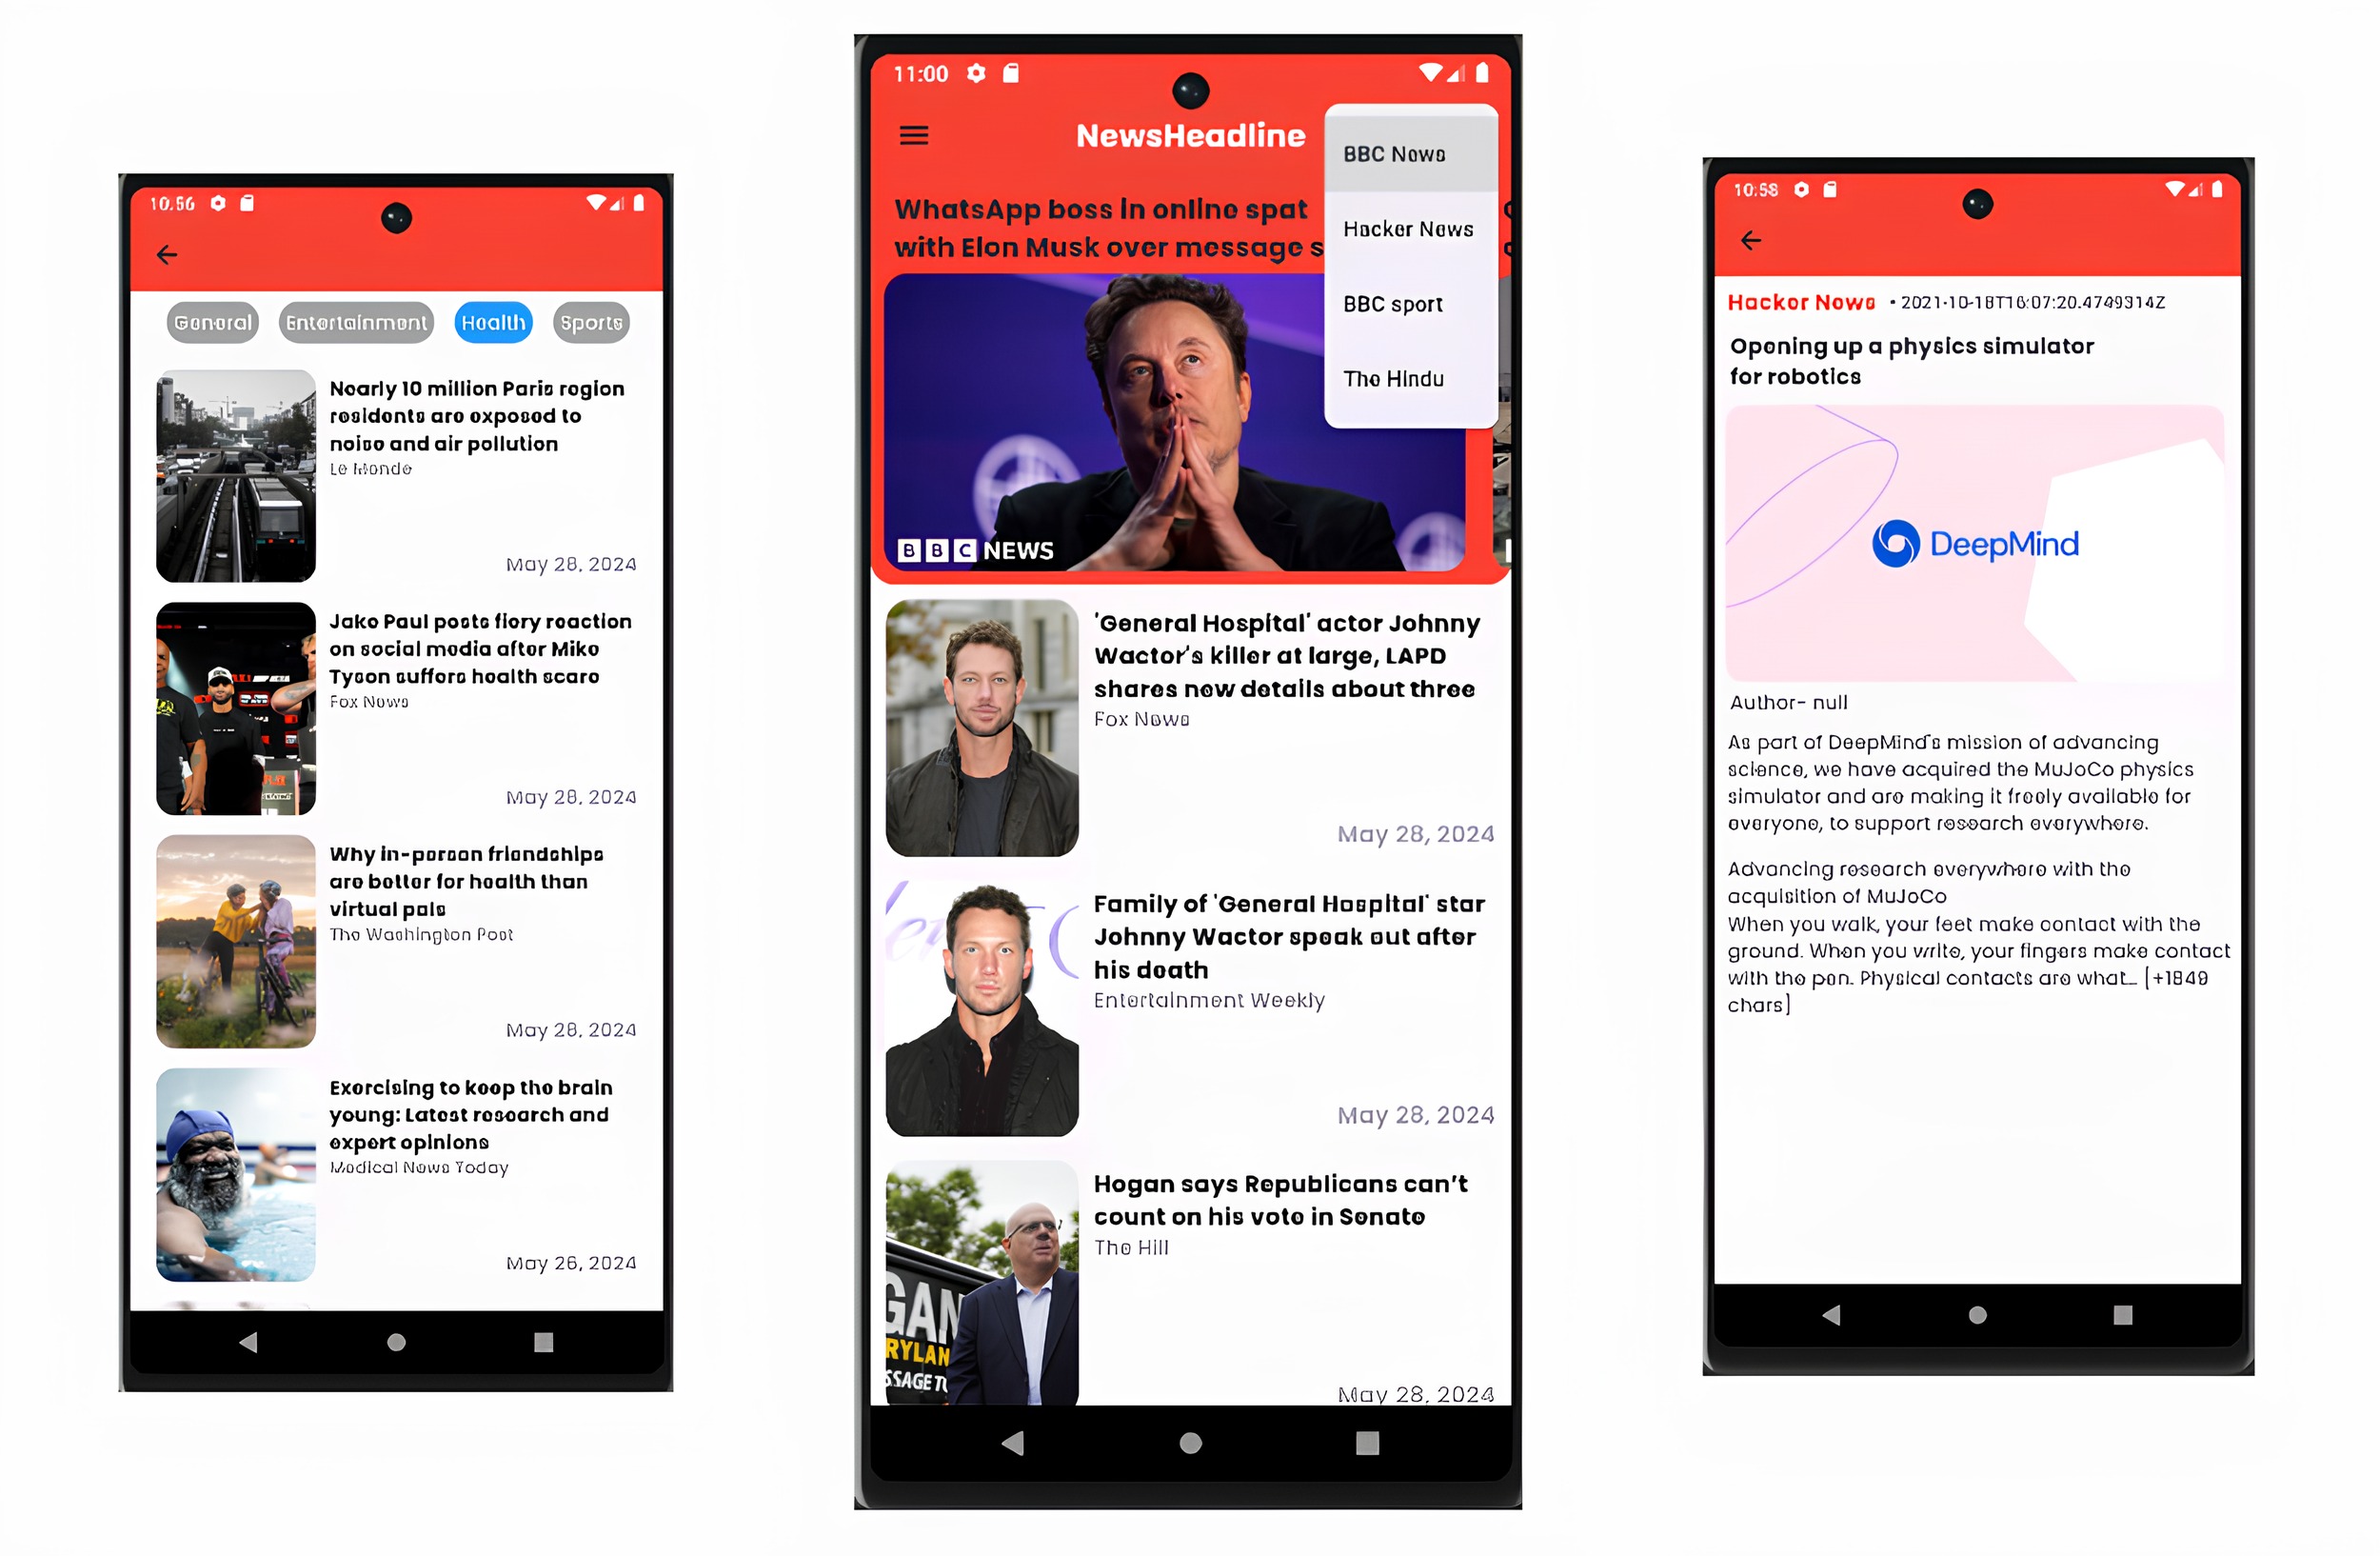 10:56
General Entertainment Health Sports
Nearly 10 million Paris region
residents are exposed to
noise and air pollution
Le Monde
May 28, 2024
Jake Paul posts fiery reaction
on social media after Mike
Tyson suffers health scare
Fox News
May 28, 2024
Why in-person friendships
are better for health than
virtual pals
The Washington Post
May 28, 2024
Exercising to keep the brain
young: Latest research and
expert opinions
Medical News Today
May 26, 2024
11:00
NewsHeadline
BBC News
Hacker News
BBC sport
The Hindu
WhatsApp boss in online spat
with Elon Musk over message s
BBC NEWS
'General Hospital' actor Johnny
Wactor's killer at large, LAPD
shares new details about three
Fox News
May 28, 2024
Family of 'General Hospital' star
Johnny Wactor speak out after
his death
Entertainment Weekly
May 28, 2024
Hogan says Republicans can't
count on his vote in Senate
The Hill
GAN
RYLAN
SSAGE T
May 28, 2024
10:58
Hacker News • 2021-10-18T16:07:20.4749314Z
Opening up a physics simulator
for robotics
DeepMind
Author- null
As part of DeepMind's mission of advancing
science, we have acquired the MuJoCo physics
simulator and are making it freely available for
everyone, to support research everywhere.
Advancing research everywhere with the
acquisition of MuJoCo
When you walk, your feet make contact with the
ground. When you write, your fingers make contact
with the pen. Physical contacts are what… [+1849
chars]